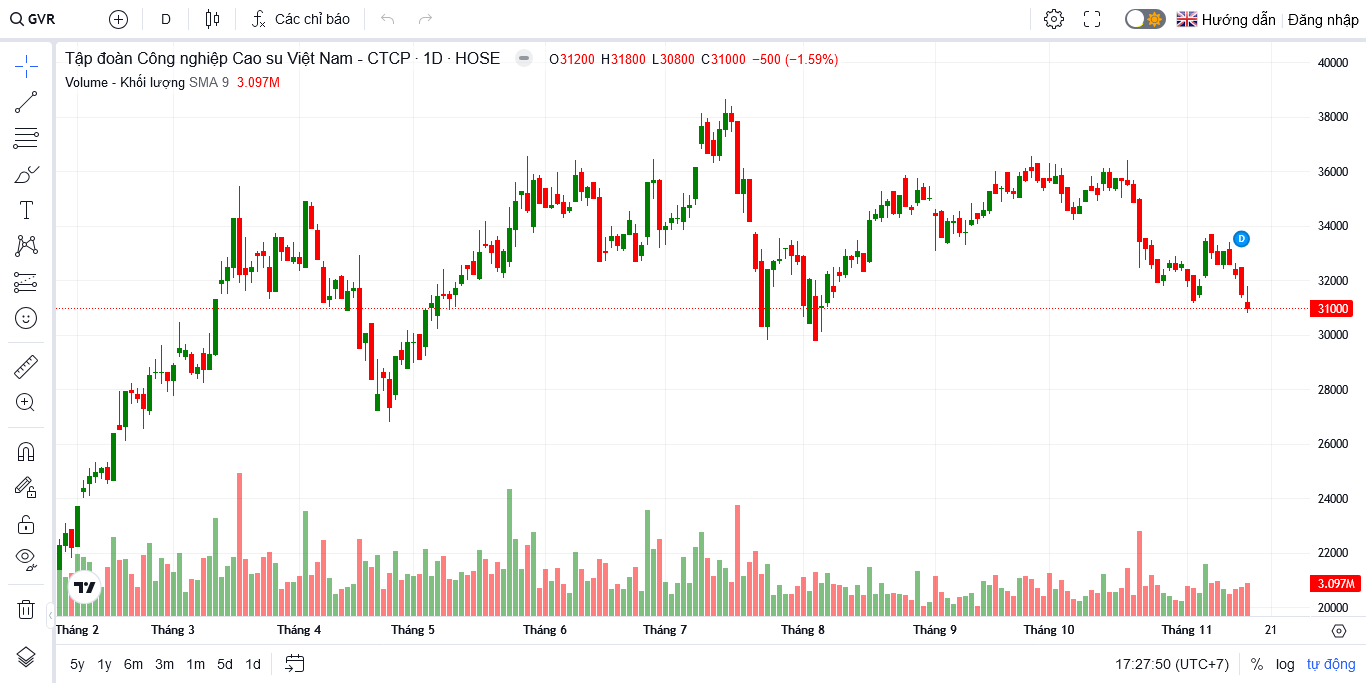 GVR D Các chỉ báo Hướng dẫn Đăng nhập
Tập đoàn Công nghiệp Cao su Việt Nam - CTCP · 1D · HOSE O31200 H31800 L30800 C31000 −500 (−1.59%)
Volume - Khối lượng SMA 9 3.097M
40000
38000
36000
34000
D
32000
31000
30000
28000
26000
24000
22000
3.097M
20000
Tháng 2 Tháng 3 Tháng 4 Tháng 5 Tháng 6 Tháng 7 Tháng 8 Tháng 9 Tháng 10 Tháng 11 21
5y 1y 6m 3m 1m 5d 1d 17:27:50 (UTC+7) % log tự động